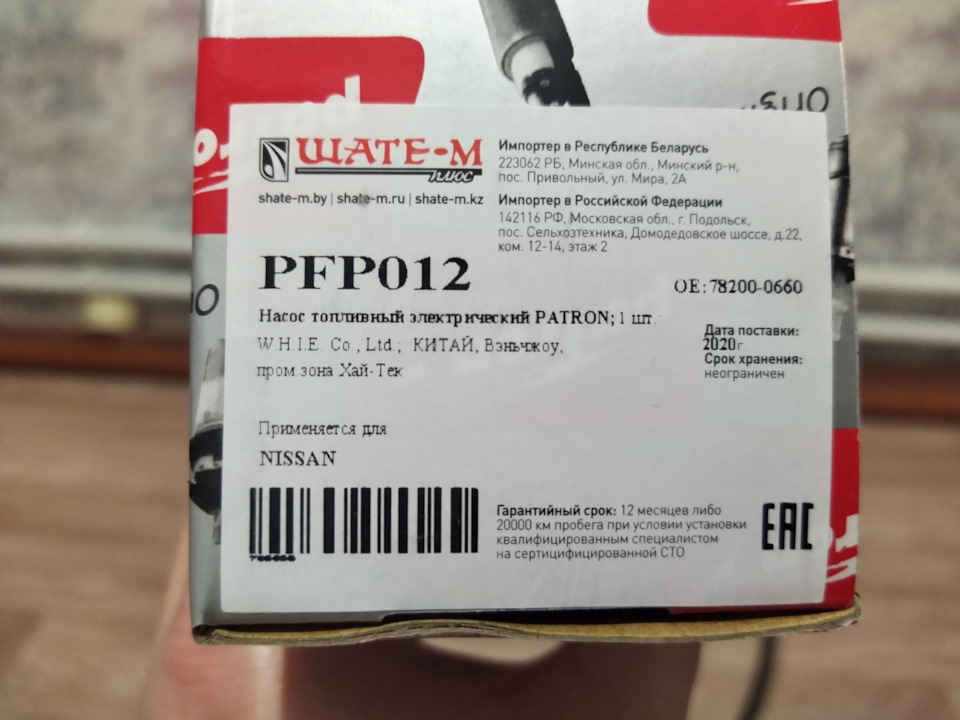 ШАТЕ-М
плюс
shate-m.by | shate-m.ru | shate-m.kz
Импортер в Республике Беларусь
223062 РБ, Минская обл., Минский р-н,
пос. Привольный, ул. Мира, 2А
Импортер в Российской Федерации
142116 РФ, Московская обл., г. Подольск,
пос. Сельхозтехника, Домодедовское шоссе, д.22,
ком. 12-14, этаж 2
PFP012
OE: 78200-0660
Насос топливный электрический PATRON; 1 шт.
W.H.I.E. Co., Ltd.; КИТАЙ, Вэньчжоу,
пром зона Хай-Тек
Дата поставки:
2020г.
Срок хранения:
неограничен
Применяется для
NISSAN
Гарантийный срок: 12 месяцев либо
20000 км пробега при условии установки
квалифицированным специалистом
на сертицифицированной СТО
EAC